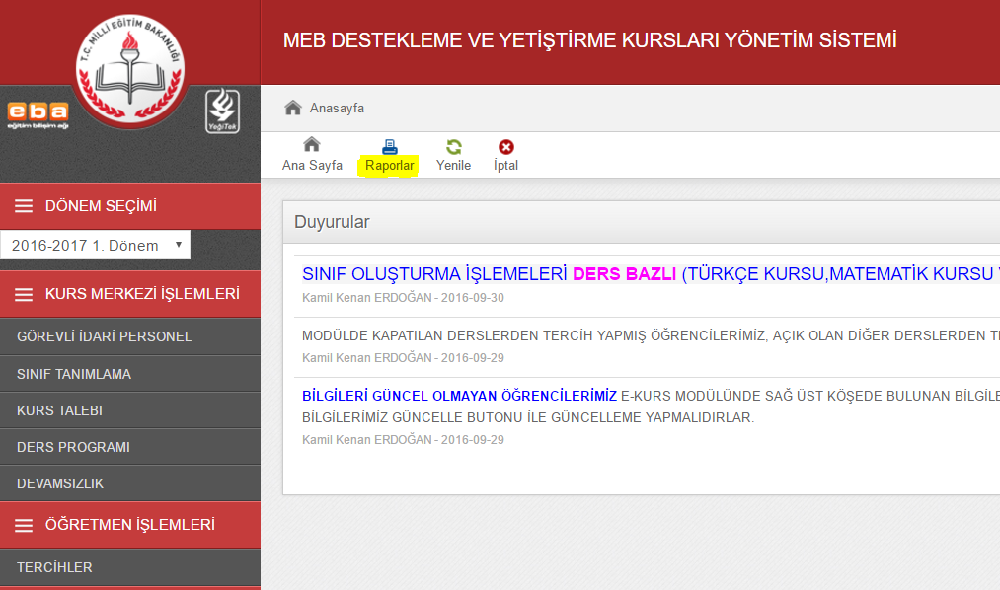 T.C. MİLLİ EĞİTİM BAKANLIĞI
eba
eğitim bilişim ağı
YeğiTek
MEB DESTEKLEME VE YETİŞTİRME KURSLARI YÖNETİM SİSTEMİ
Anasayfa
Ana Sayfa Raporlar Yenile İptal
DÖNEM SEÇİMİ
2016-2017 1. Dönem
KURS MERKEZİ İŞLEMLERİ
GÖREVLİ İDARİ PERSONEL
SINIF TANIMLAMA
KURS TALEBI
DERS PROGRAMI
DEVAMSIZLIK
ÖĞRETMEN İŞLEMLERİ
TERCİHLER
Duyurular
SINIF OLUŞTURMA İŞLEMELERİ DERS BAZLI (TÜRKÇE KURSU,MATEMATİK KURSU
Kamil Kenan ERDOĞAN - 2016-09-30
MODÜLDE KAPATILAN DERSLERDEN TERCİH YAPMIŞ ÖĞRENCİLERİMİZ, AÇIK OLAN DİĞER DERSLERDEN
Kamil Kenan ERDOĞAN - 2016-09-29
BİLGİLERİ GÜNCEL OLMAYAN ÖĞRENCİLERİMİZ E-KURS MODÜLÜNDE SAĞ ÜST KÖŞEDE BULUNAN
BİLGİLERİMİZ GÜNCELLE BUTONU İLE GÜNCELLEME YAPMALIDIRLAR.
Kamil Kenan ERDOĞAN - 2016-09-29